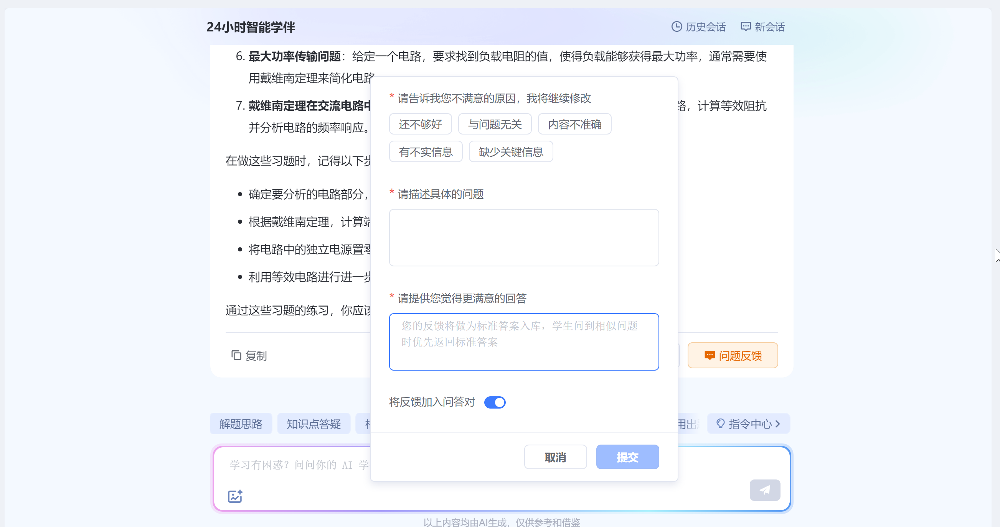 24小时智能学伴
历史会话 新会话
6. 最大功率传输问题：给定一个电路，要求找到负载电阻的值，使得负载能够获得最大功率，通常需要使
用戴维南定理来简化电路
7. 戴维南定理在交流电路中 路，计算等效阻抗
并分析电路的频率响应。
在做这些习题时，记得以下步
确定要分析的电路部分，
根据戴维南定理，计算端
将电路中的独立电源置零
利用等效电路进行进一步
通过这些习题的练习，你应该
复制
问题反馈
* 请告诉我您不满意的原因，我将继续修改
还不够好 与问题无关 内容不准确
有不实信息 缺少关键信息
* 请描述具体的问题
* 请提供您觉得更满意的回答
您的反馈将做为标准答案入库，学生问到相似问题
时优先返回标准答案
将反馈加入问答对
取消 提交
解题思路 知识点答疑 用出 指令中心
学习有困惑？问问你的 AI 学
以上内容均由AI生成，仅供参考和借鉴